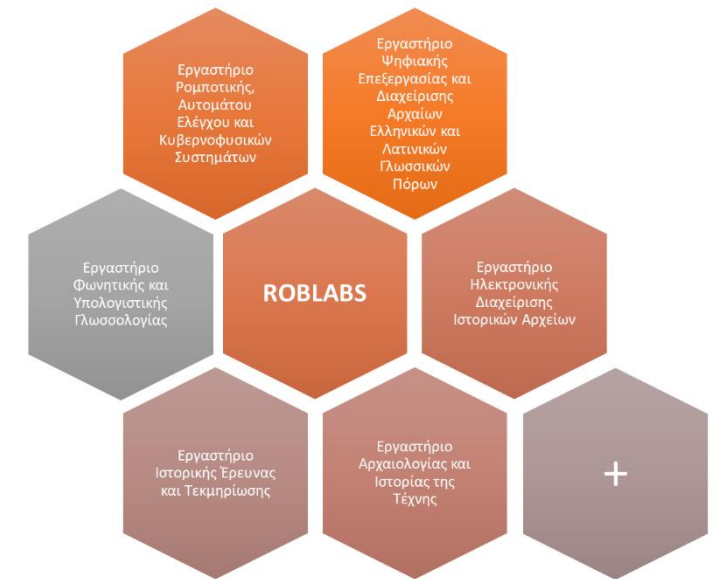 Εργαστήριο
Ρομποτικής,
Αυτομάτου
Ελέγχου και
Κυβερνοφυσικών
Συστημάτων
Εργαστήριο
Ψηφιακής
Επεξεργασίας και
Διαχείρισης
Αρχαίων
Ελληνικών και
Λατινικών
Γλωσσικών
Πόρων
Εργαστήριο
Φωνητικής και
Υπολογιστικής
Γλωσσολογίας
ROBLABS
Εργαστήριο
Ηλεκτρονικής
Διαχείρισης
Ιστορικών Αρχείων
Εργαστήριο
Ιστορικής Έρευνας
και Τεκμηρίωσης
Εργαστήριο
Αρχαιολογίας και
Ιστορίας της
Τέχνης
+